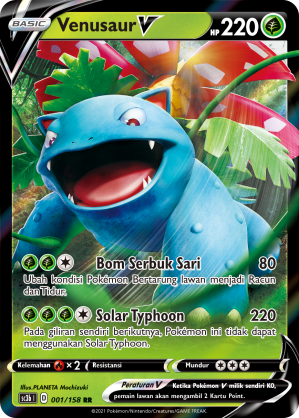 BASIC
Venusaur V
HP 220
Bom Serbuk Sari 80
Ubah kondisi Pokémon Bertarung lawan menjadi Racun
dan Tidur.
Solar Typhoon 220
Pada giliran sendiri berikutnya, Pokémon ini tidak dapat
menggunakan Solar Typhoon.
Kelemahan × 2 Resistansi Mundur
Illus. PLANETA Mochizuki
Peraturan V Ketika Pokémon V milik sendiri KO,
pemain lawan akan mengambil 2 Kartu Point.
sc3b I D 001/158 RR
©2021 Pokémon/Nintendo/Creatures/GAME FREAK.